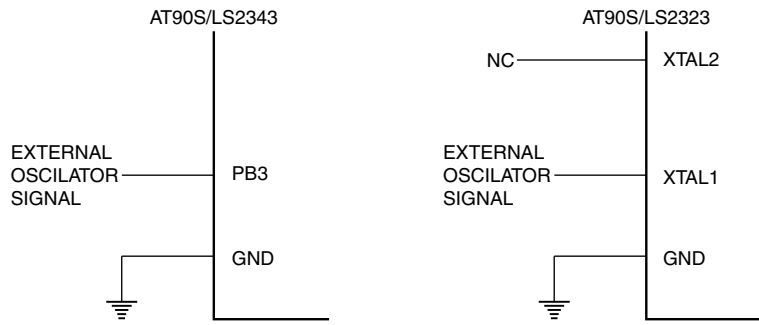 AT90S/LS2343
EXTERNAL
OSCILATOR
SIGNAL
PB3
GND
AT90S/LS2323
NC
XTAL2
EXTERNAL
OSCILATOR
SIGNAL
XTAL1
GND